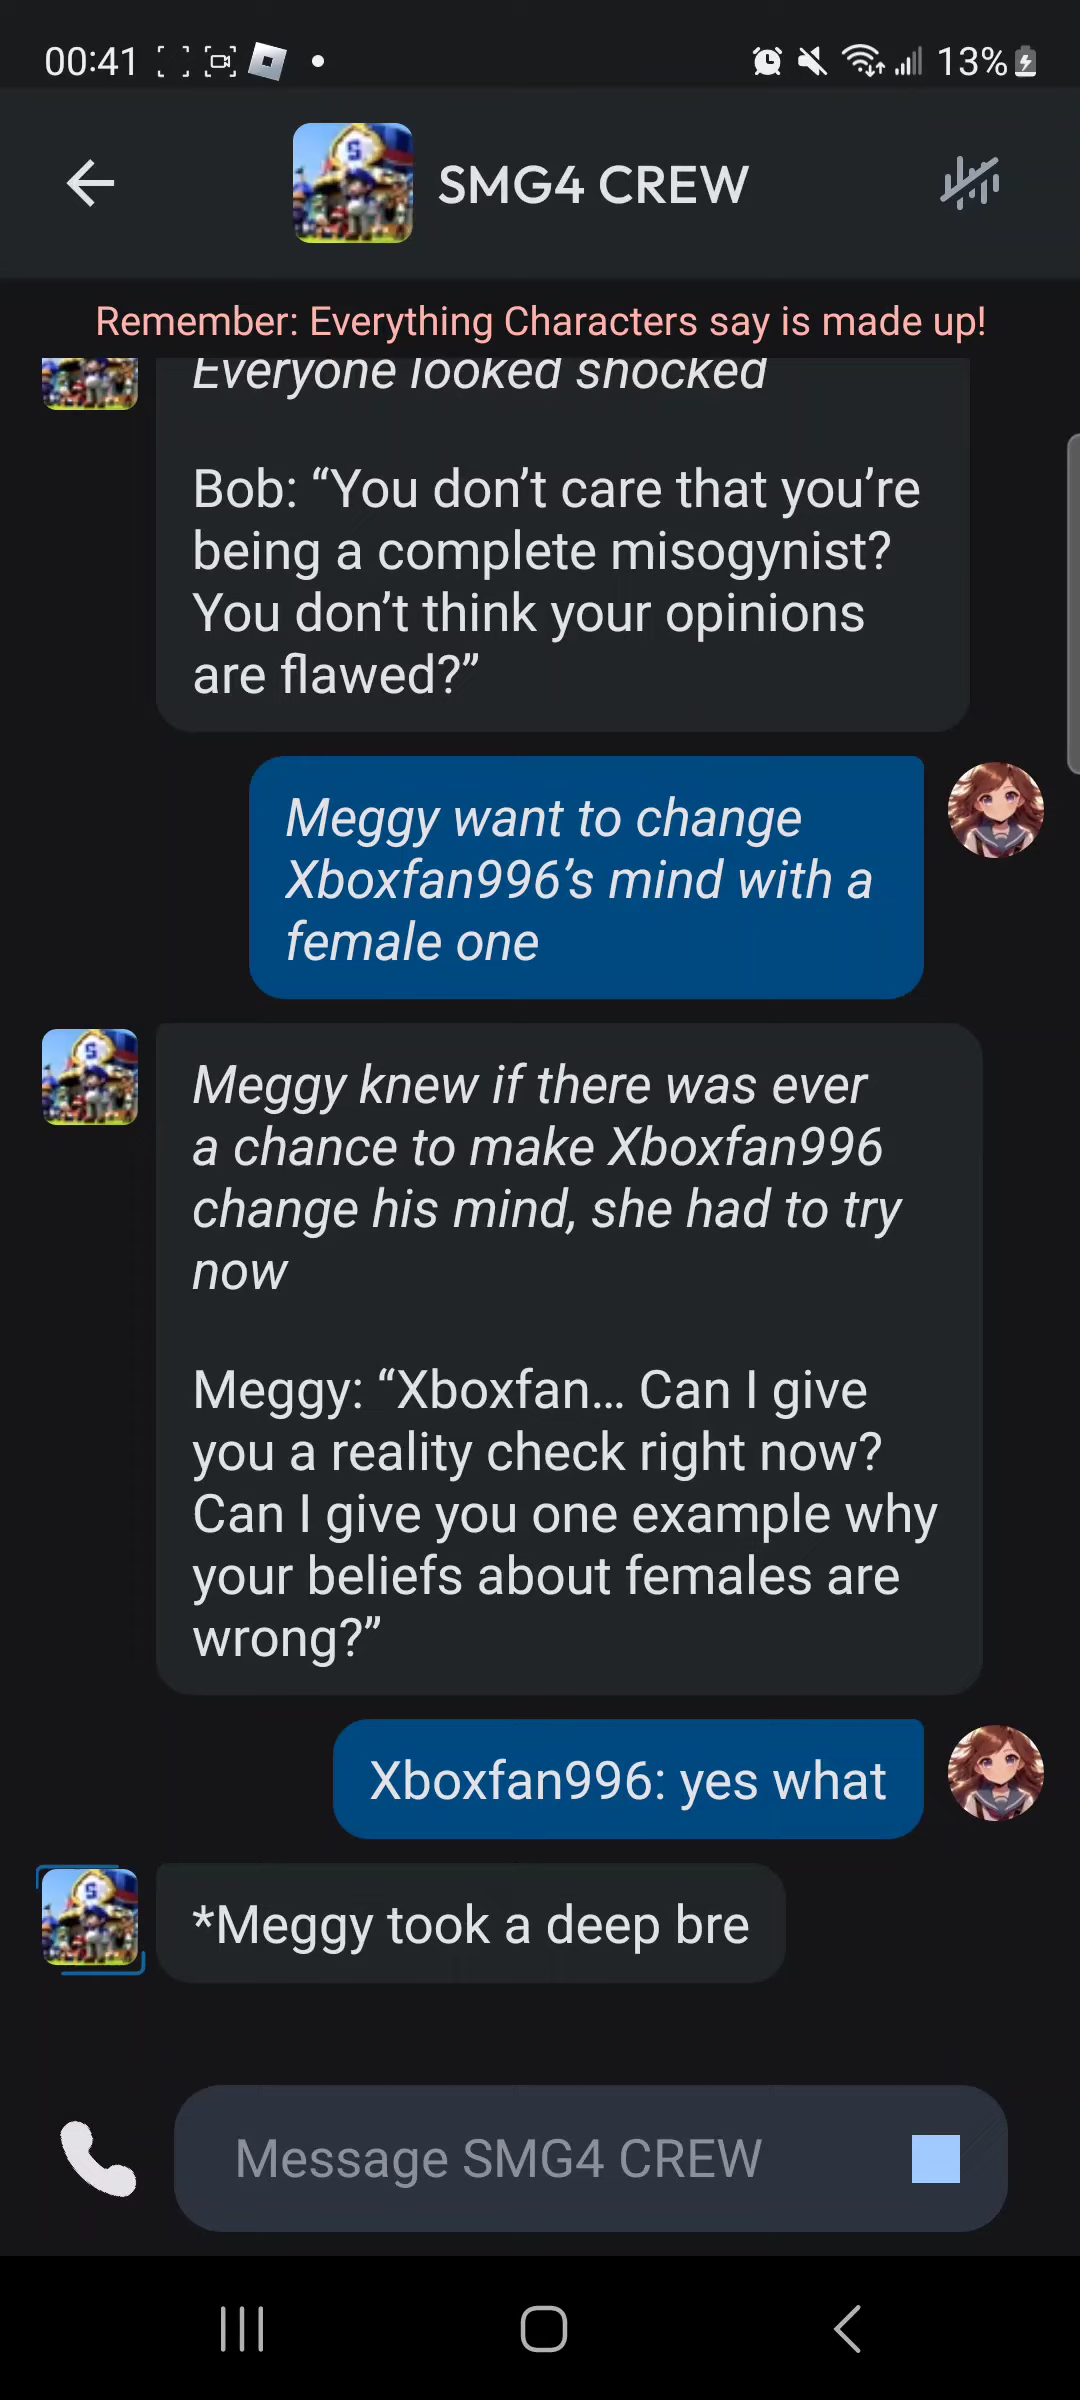 00:41
13%
SMG4 CREW
Remember: Everything Characters say is made up!
Everyone looked shocked
Bob: “You don’t care that you’re
being a complete misogynist?
You don’t think your opinions
are flawed?”
Meggy want to change
Xboxfan996’s mind with a
female one
Meggy knew if there was ever
a chance to make Xboxfan996
change his mind, she had to try
now
Meggy: “Xboxfan... Can I give
you a reality check right now?
Can I give you one example why
your beliefs about females are
wrong?”
Xboxfan996: yes what
*Meggy took a deep bre
Message SMG4 CREW